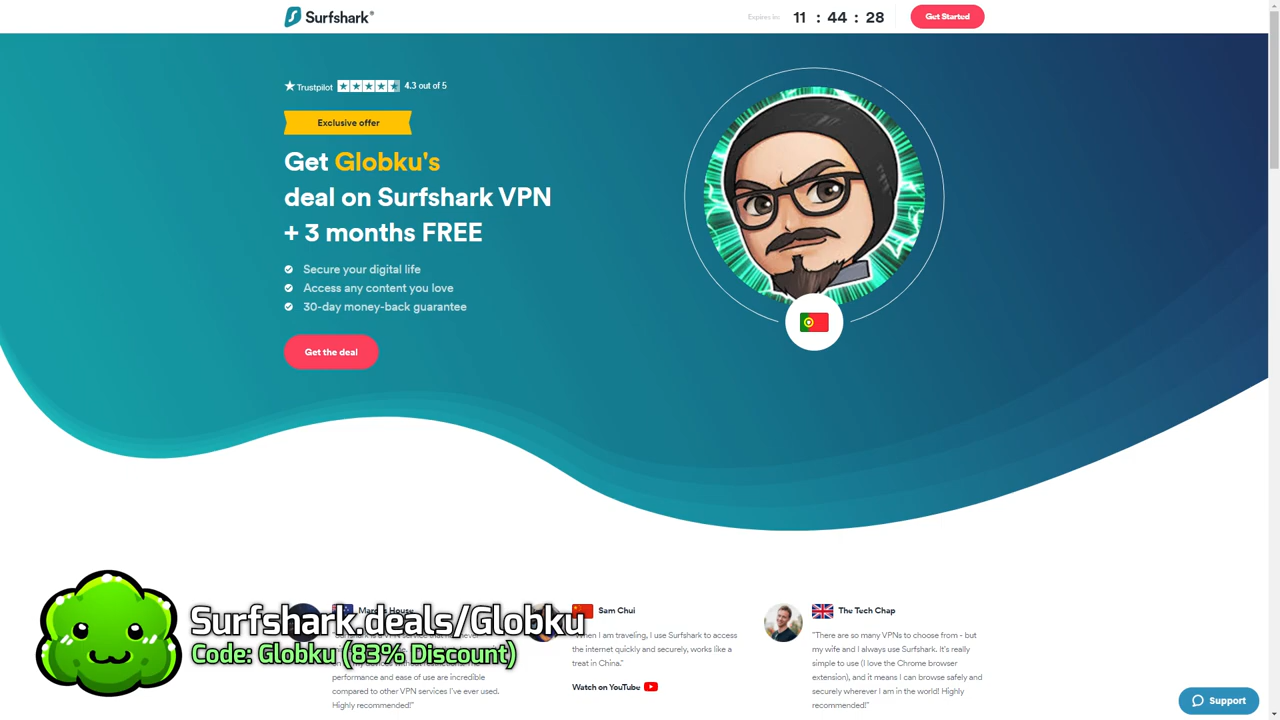 Surfshark®
Expires in:
11 : 44 : 28
Get Started
Trustpilot
4.3 out of 5
Exclusive offer
Get Globku's
deal on Surfshark VPN
+ 3 months FREE
Secure your digital life
Access any content you love
30-day money-back guarantee
Get the deal
Surfshark.deals/Globku
Code: Globku (83% Discount)
performance and ease of use are incredible
compared to other VPN services I've ever used.
Highly recommended!"
Sam Chui
"When I am traveling, I use Surfshark to access
the internet quickly and securely, works like a
treat in China."
Watch on YouTube
The Tech Chap
"There are so many VPNs to choose from - but
my wife and I always use Surfshark. It's really
simple to use (I love the Chrome browser
extension), and it means I can browse safely and
securely wherever I am in the world! Highly
recommended!"
Support